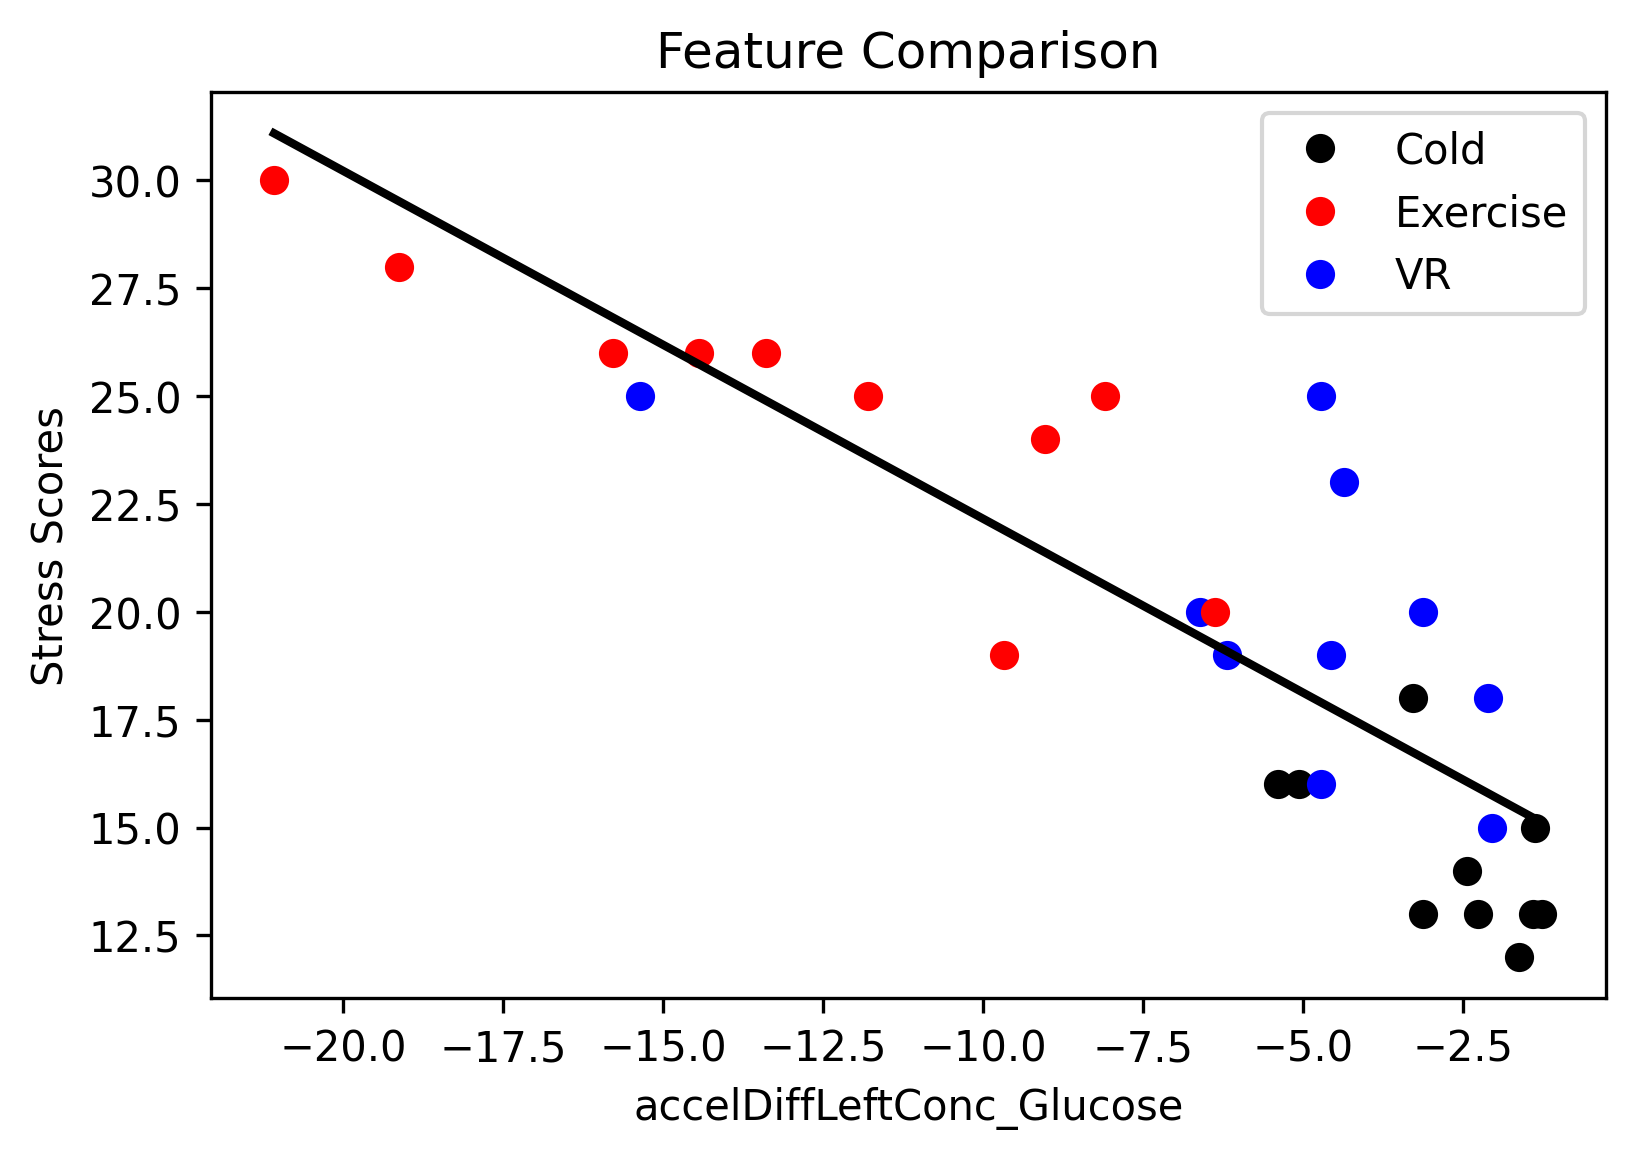 Feature Comparison
Cold
Exercise
VR
30.0
27.5
25.0
22.5
20.0
17.5
15.0
12.5
Stress Scores
−20.0 −17.5 −15.0 −12.5 −10.0 −7.5 −5.0 −2.5
accelDiffLeftConc_Glucose